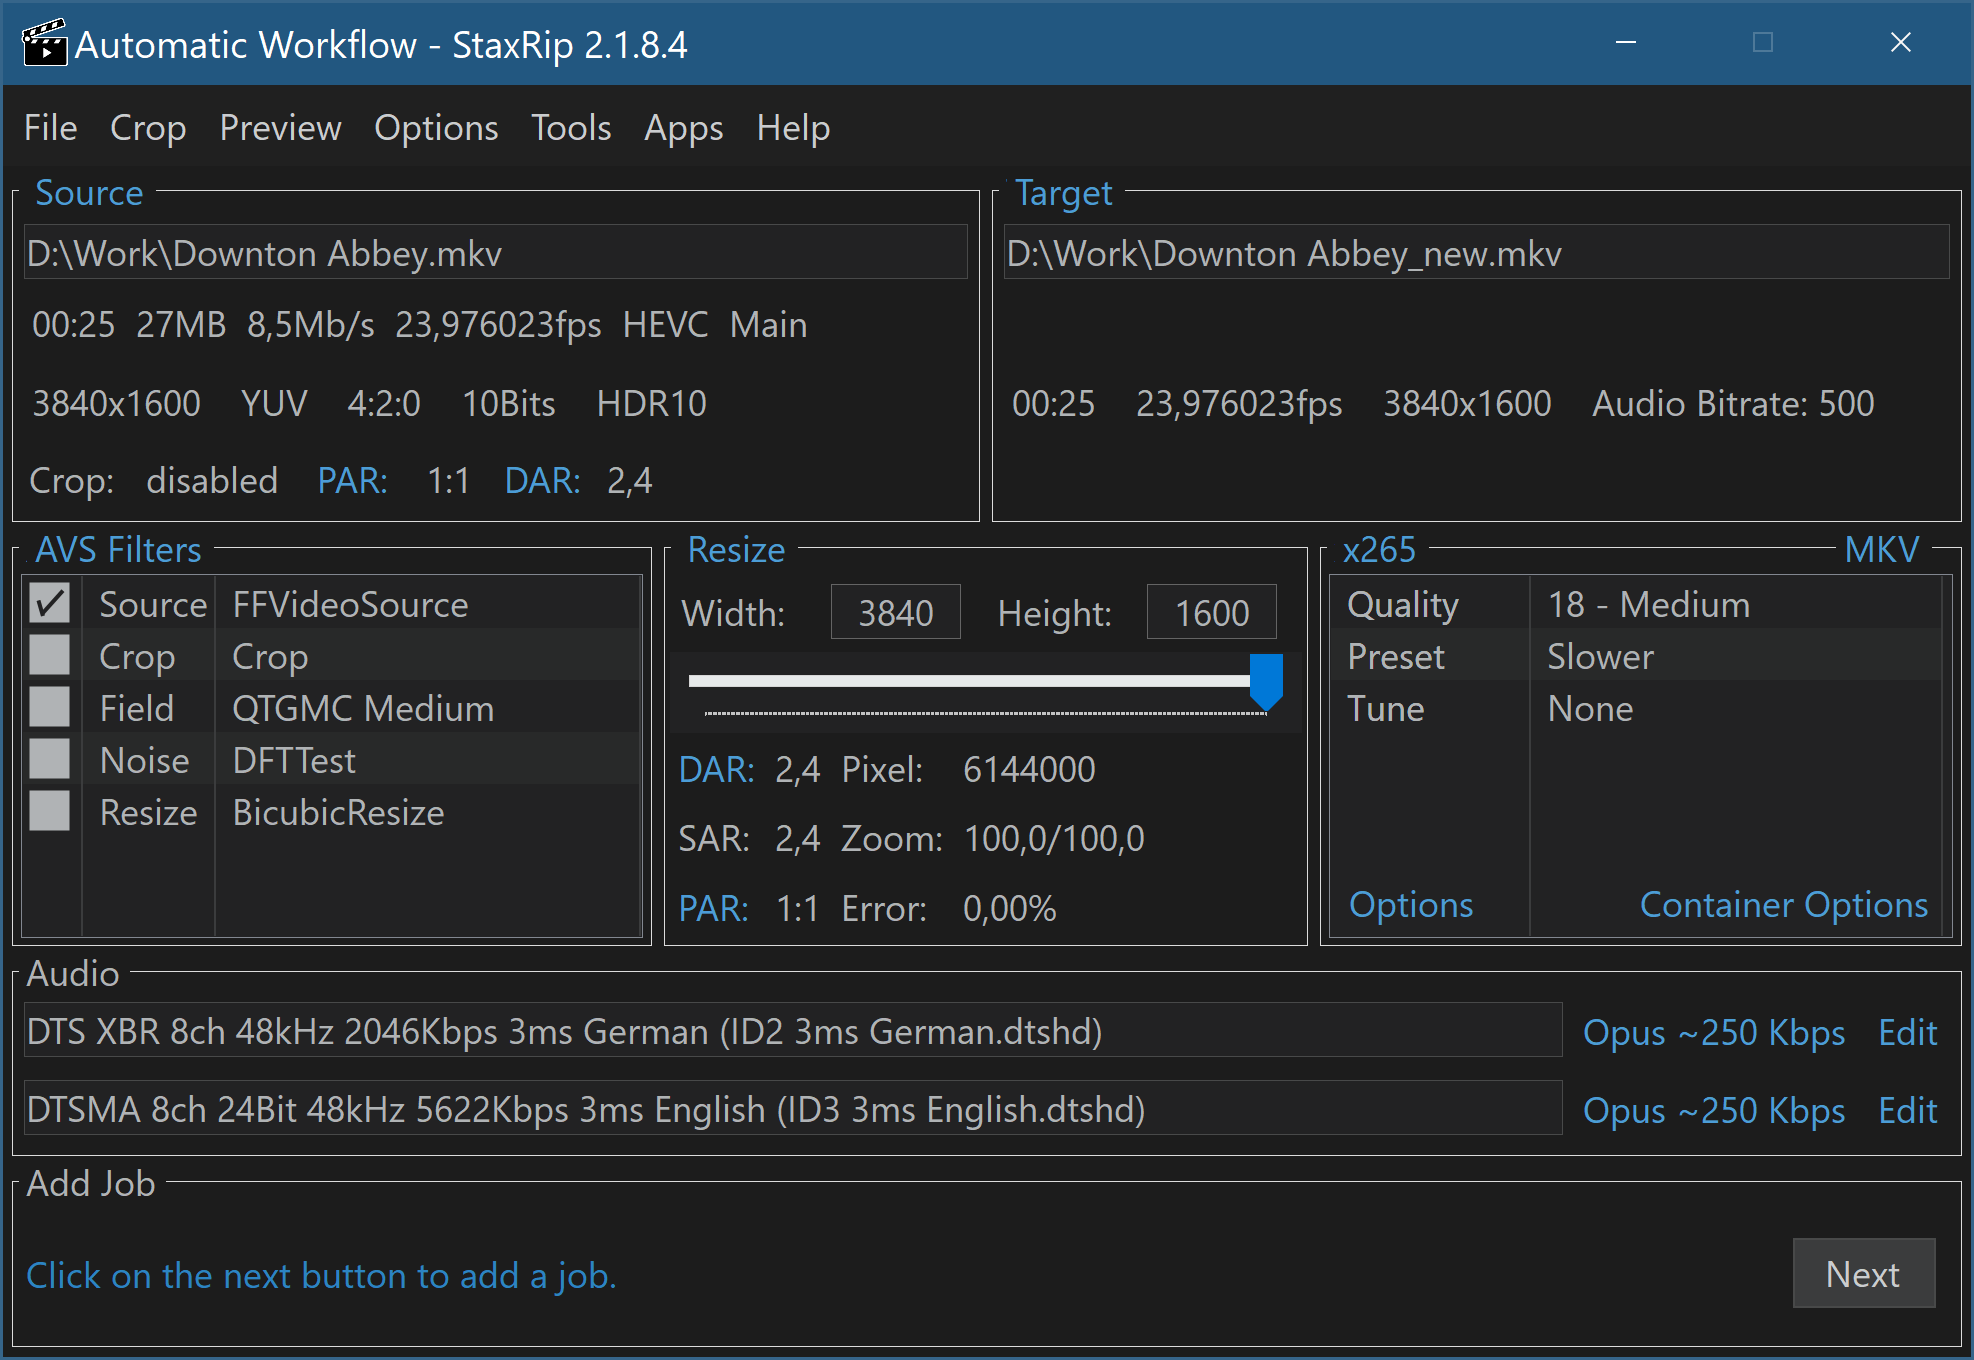 Automatic Workflow - StaxRip 2.1.8.4
File Crop Preview Options Tools Apps Help
Source
D:\Work\Downton Abbey.mkv
00:25 27MB 8,5Mb/s 23,976023fps HEVC Main
3840x1600 YUV 4:2:0 10Bits HDR10
Crop: disabled PAR: 1:1 DAR: 2,4
Target
D:\Work\Downton Abbey_new.mkv
00:25 23,976023fps 3840x1600 Audio Bitrate: 500
AVS Filters
Source FFVideoSource
Crop Crop
Field QTGMC Medium
Noise DFTTest
Resize BicubicResize
Resize
Width: 3840 Height: 1600
DAR: 2,4 Pixel: 6144000
SAR: 2,4 Zoom: 100,0/100,0
PAR: 1:1 Error: 0,00%
x265 MKV
Quality 18 - Medium
Preset Slower
Tune None
Options Container Options
Audio
DTS XBR 8ch 48kHz 2046Kbps 3ms German (ID2 3ms German.dtshd) Opus ~250 Kbps Edit
DTSMA 8ch 24Bit 48kHz 5622Kbps 3ms English (ID3 3ms English.dtshd) Opus ~250 Kbps Edit
Add Job
Click on the next button to add a job.
Next